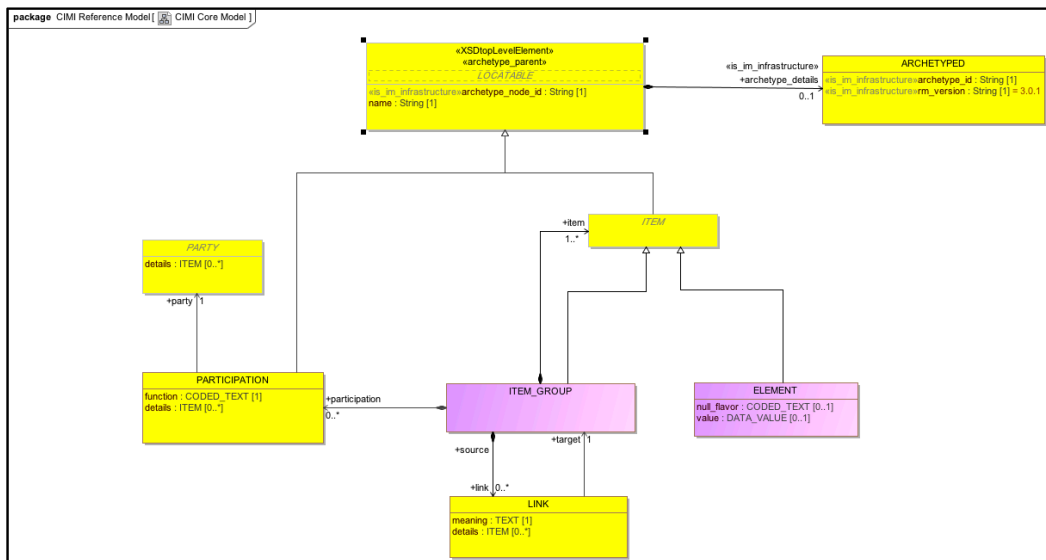 package CIMI Reference Model [ CIMI Core Model ]
«XSDtopLevelElement»
«archetype_parent»
LOCATABLE
«is_im_infrastructure»archetype_node_id : String [1]
name : String [1]
«is_im_infrastructure»
+archetype_details
0..1
ARCHETYPED
«is_im_infrastructure»archetype_id : String [1]
«is_im_infrastructure»rm_version : String [1] = 3.0.1
+item
1..*
ITEM
PARTY
details : ITEM [0..*]
+party 1
PARTICIPATION
function : CODED_TEXT [1]
details : ITEM [0..*]
+participation
0..*
ITEM_GROUP
ELEMENT
null_flavor : CODED_TEXT [0..1]
value : DATA_VALUE [0..1]
+target 1
+source
+link 0..*
LINK
meaning : TEXT [1]
details : ITEM [0..*]